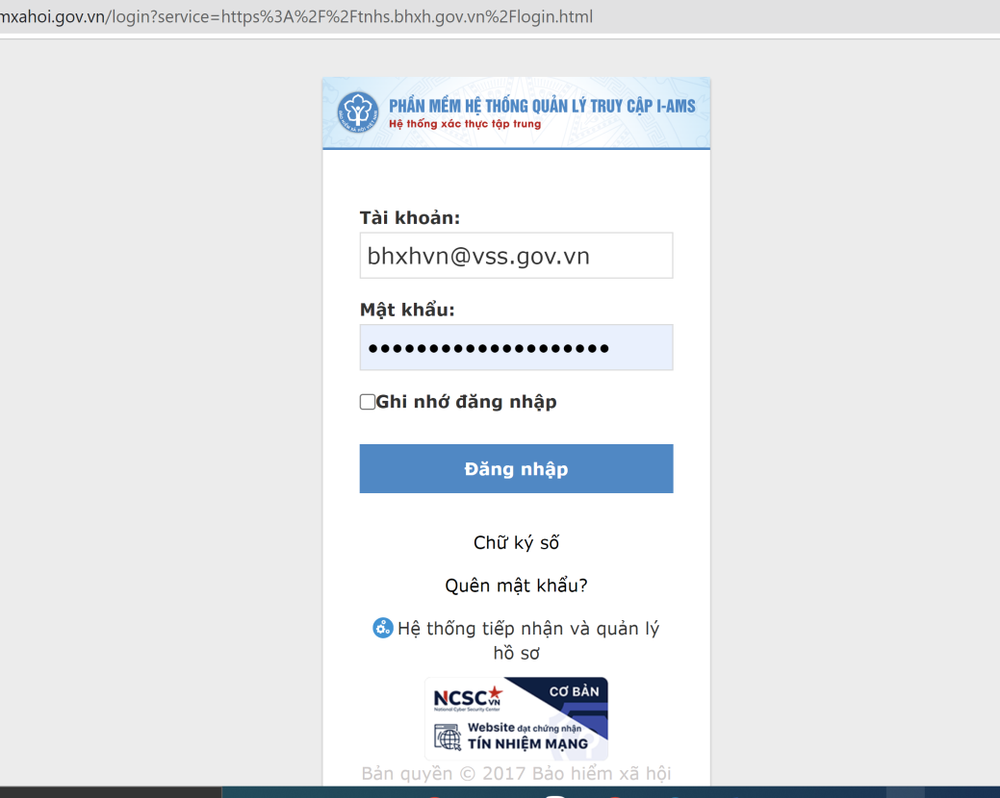 mxahoi.gov.vn/login?service=https%3A%2F%2Ftnhs.bhxh.gov.vn%2Flogin.html
PHẦN MỀM HỆ THỐNG QUẢN LÝ TRUY CẬP I-AMS
Hệ thống xác thực tập trung
Tài khoản:
bhxhvn@vss.gov.vn
Mật khẩu:
Ghi nhớ đăng nhập
Đăng nhập
Chữ ký số
Quên mật khẩu?
Hệ thống tiếp nhận và quản lý
hồ sơ
NCSC VN
CƠ BẢN
National Cyber Security Center
Website đạt chứng nhận
TÍN NHIỆM MẠNG
Bản quyền © 2017 Bảo hiểm xã hội